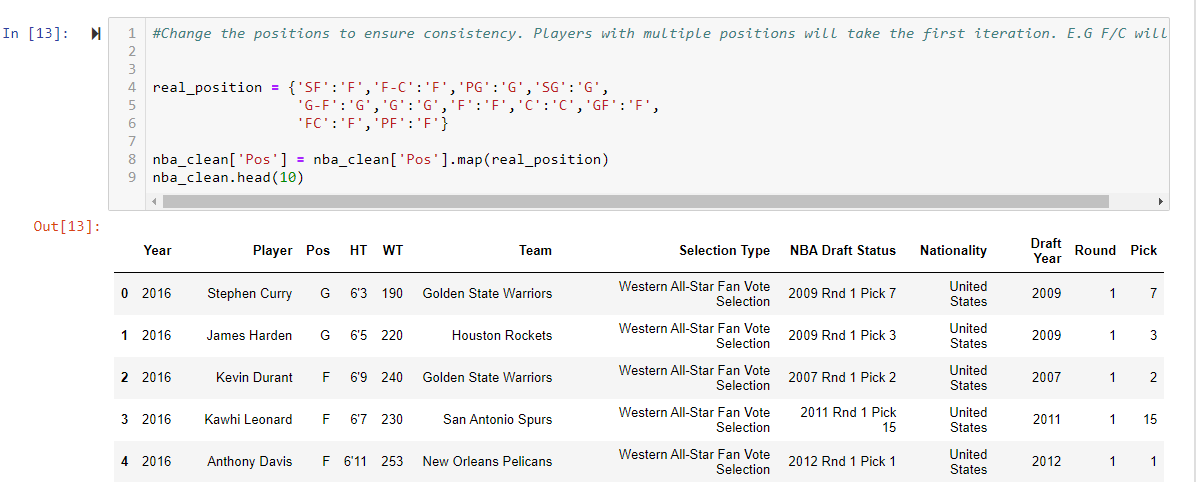 In [13]:
1 #Change the positions to ensure consistency. Players with multiple positions will take the first iteration. E.G F/C will
2
3
4 real_position = {'SF':'F','F-C':'F','PG':'G','SG':'G',
5 'G-F':'G','G':'G','F':'F','C':'C','GF':'F',
6 'FC':'F','PF':'F'}
7
8 nba_clean['Pos'] = nba_clean['Pos'].map(real_position)
9 nba_clean.head(10)
Out[13]:
Year Player Pos HT WT Team Selection Type NBA Draft Status Nationality Draft Year Round Pick
0 2016 Stephen Curry G 6'3 190 Golden State Warriors Western All-Star Fan Vote Selection 2009 Rnd 1 Pick 7 United States 2009 1 7
1 2016 James Harden G 6'5 220 Houston Rockets Western All-Star Fan Vote Selection 2009 Rnd 1 Pick 3 United States 2009 1 3
2 2016 Kevin Durant F 6'9 240 Golden State Warriors Western All-Star Fan Vote Selection 2007 Rnd 1 Pick 2 United States 2007 1 2
3 2016 Kawhi Leonard F 6'7 230 San Antonio Spurs Western All-Star Fan Vote Selection 2011 Rnd 1 Pick 15 United States 2011 1 15
4 2016 Anthony Davis F 6'11 253 New Orleans Pelicans Western All-Star Fan Vote Selection 2012 Rnd 1 Pick 1 United States 2012 1 1